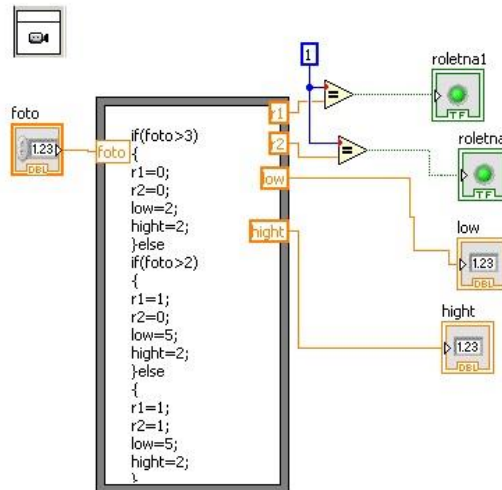 1
roletna1
TF
foto
1.23
DBL
foto
r1
r2
low
hight
if(foto>3)
{
r1=0;
r2=0;
low=2;
hight=2;
}else
if(foto>2)
{
r1=1;
r2=0;
low=5;
hight=2;
}else
{
r1=1;
r2=1;
low=5;
hight=2;
}
=
=
roletna
TF
low
1.23
DBL
hight
1.23
DBL